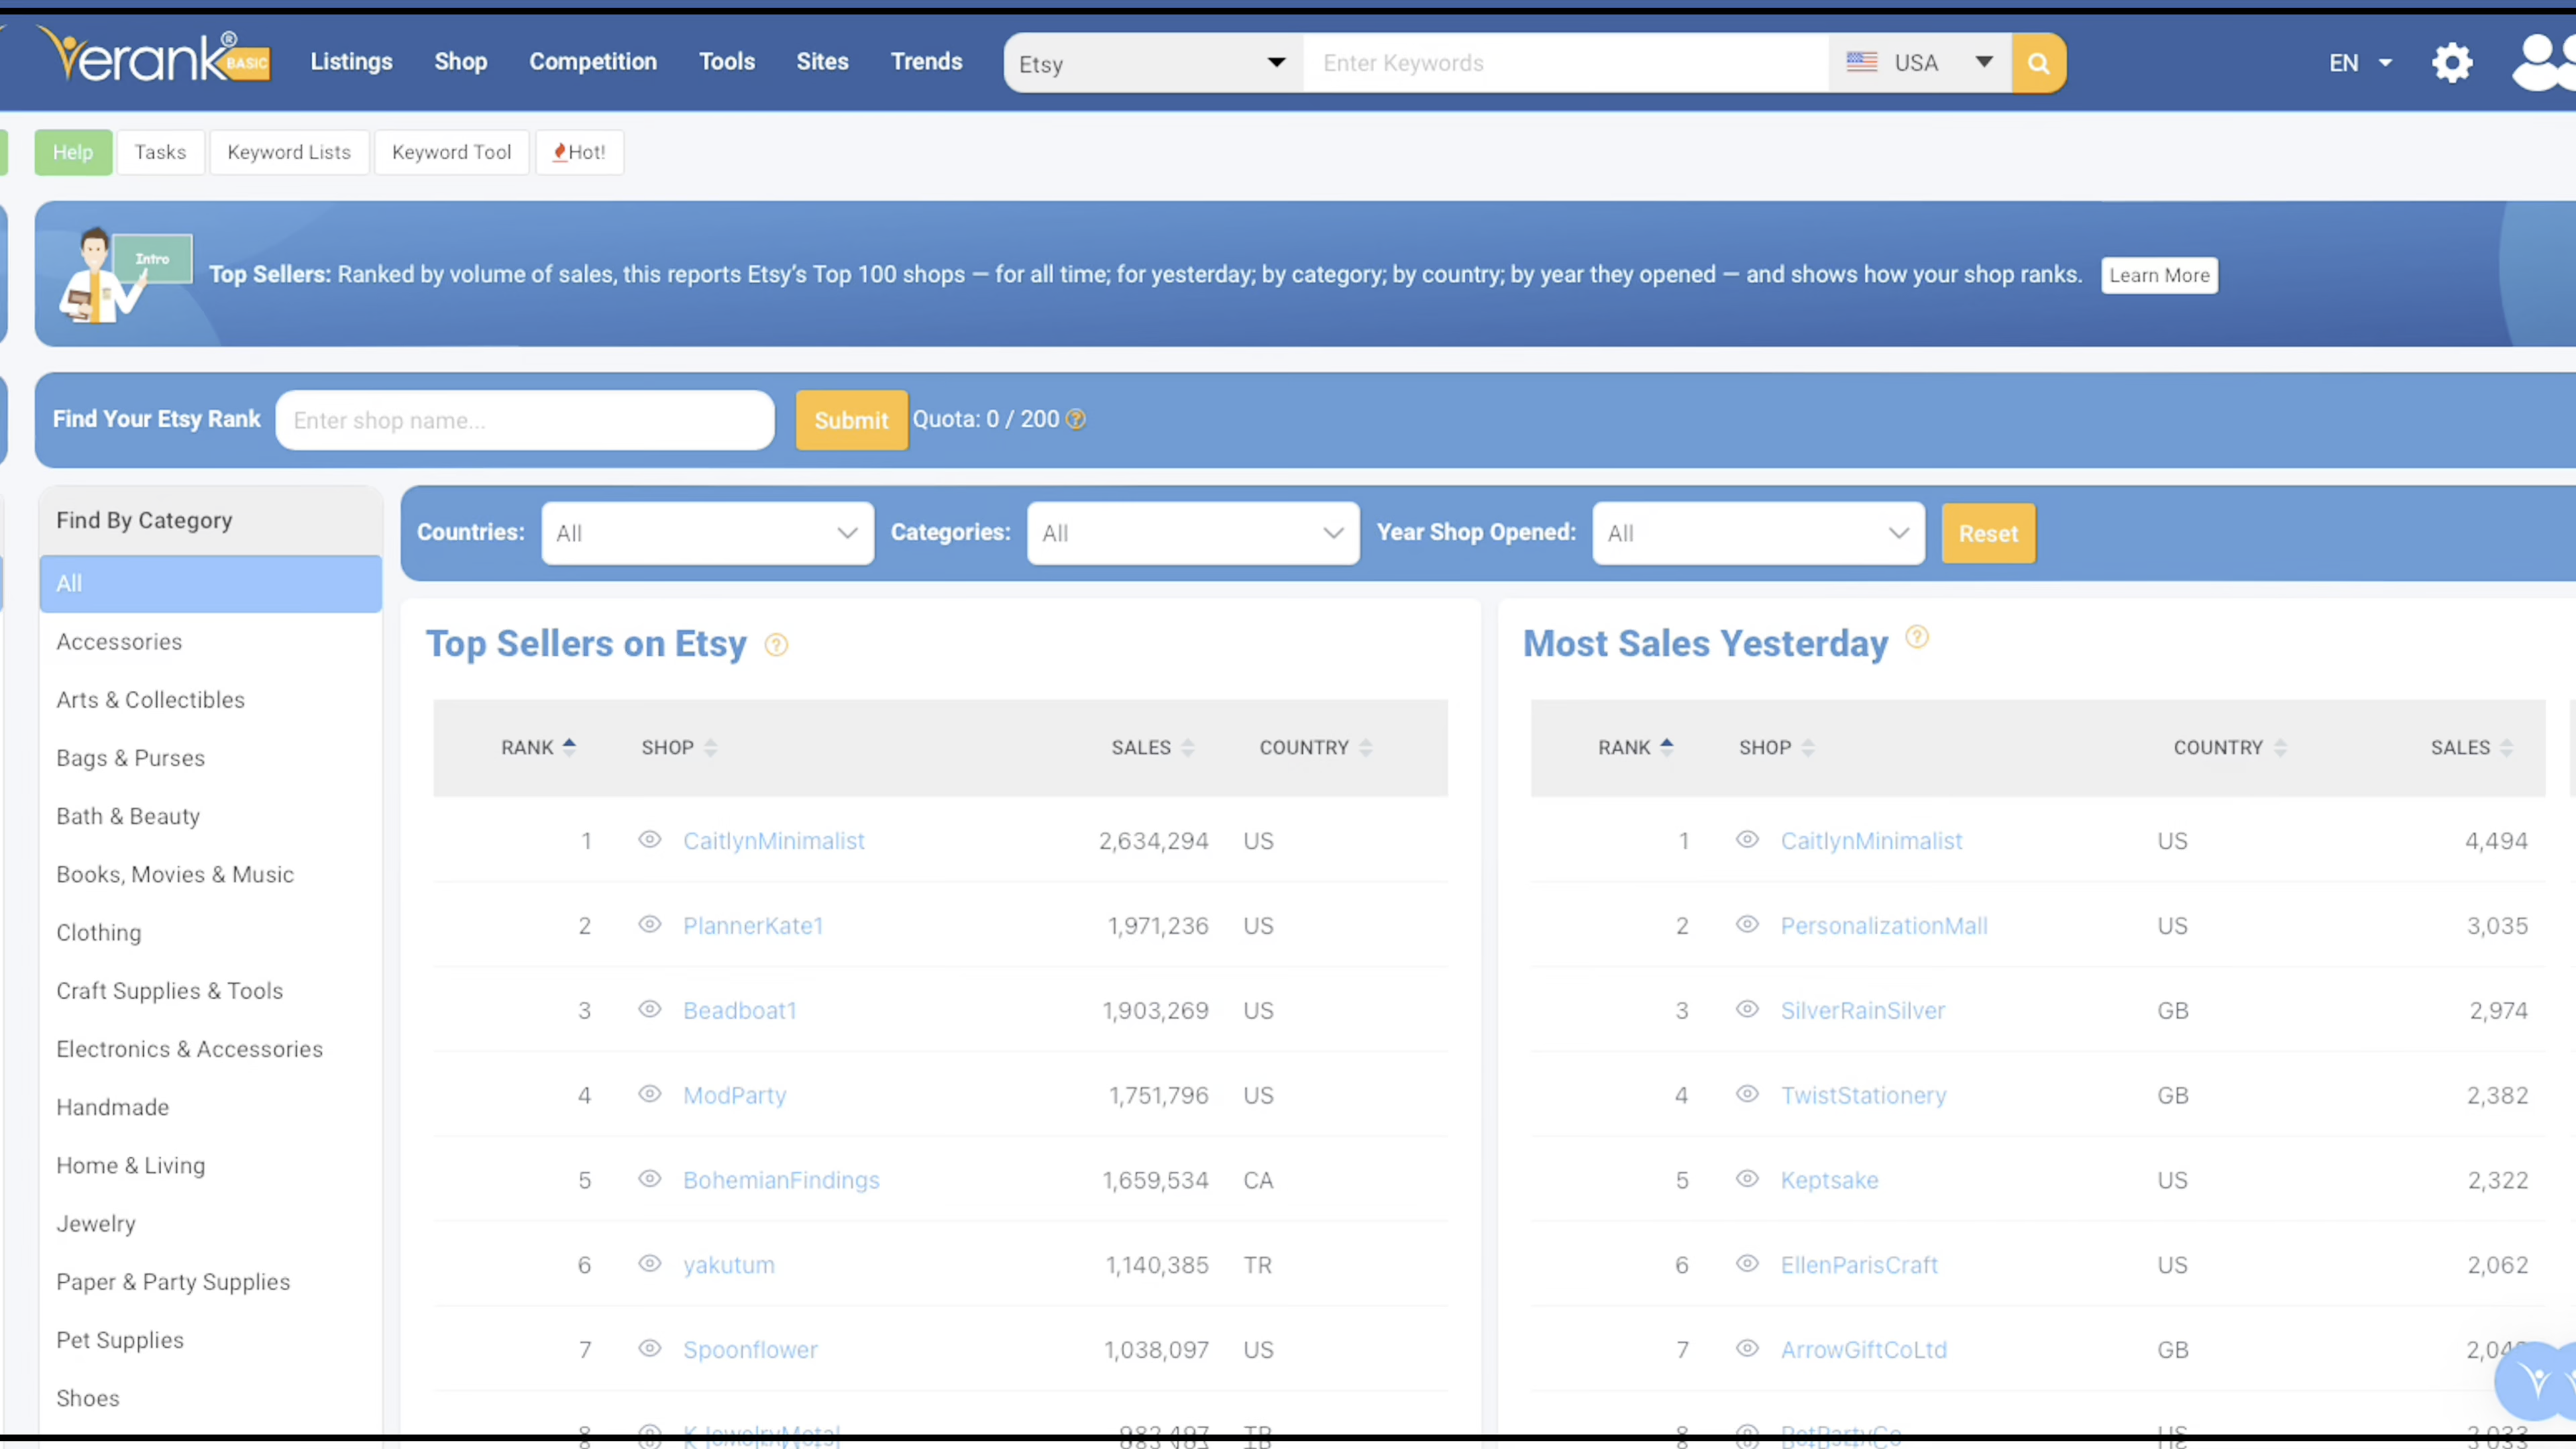 erank® BASIC
Listings Shop Competition Tools Sites Trends Etsy Enter Keywords USA EN
Help Tasks Keyword Lists Keyword Tool Hot!
Intro
Top Sellers: Ranked by volume of sales, this reports Etsy's Top 100 shops — for all time; for yesterday; by category; by country; by year they opened — and shows how your shop ranks. Learn More
Find Your Etsy Rank Enter shop name... Submit Quota: 0 / 200 ?
Find By Category
All
Accessories
Arts & Collectibles
Bags & Purses
Bath & Beauty
Books, Movies & Music
Clothing
Craft Supplies & Tools
Electronics & Accessories
Handmade
Home & Living
Jewelry
Paper & Party Supplies
Pet Supplies
Shoes
Countries: All Categories: All Year Shop Opened: All Reset
Top Sellers on Etsy ?
RANK SHOP SALES COUNTRY
1 CaitlynMinimalist 2,634,294 US
2 PlannerKate1 1,971,236 US
3 Beadboat1 1,903,269 US
4 ModParty 1,751,796 US
5 BohemianFindings 1,659,534 CA
6 yakutum 1,140,385 TR
7 Spoonflower 1,038,097 US
8
Most Sales Yesterday ?
RANK SHOP COUNTRY SALES
1 CaitlynMinimalist US 4,494
2 PersonalizationMall US 3,035
3 SilverRainSilver GB 2,974
4 TwistStationery GB 2,382
5 Keptsake US 2,322
6 EllenParisCraft US 2,062
7 ArrowGiftCoLtd GB
8